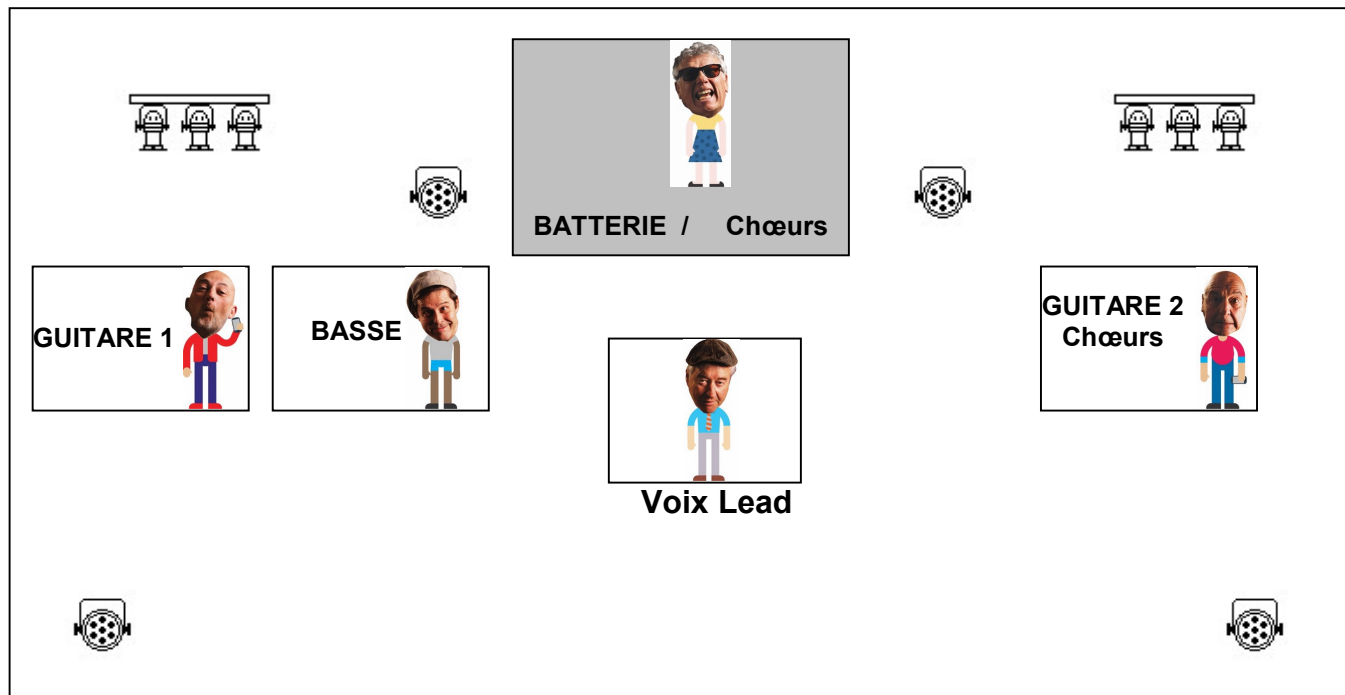 BATTERIE / Chœurs
GUITARE 1
BASSE
GUITARE 2
Chœurs
Voix Lead